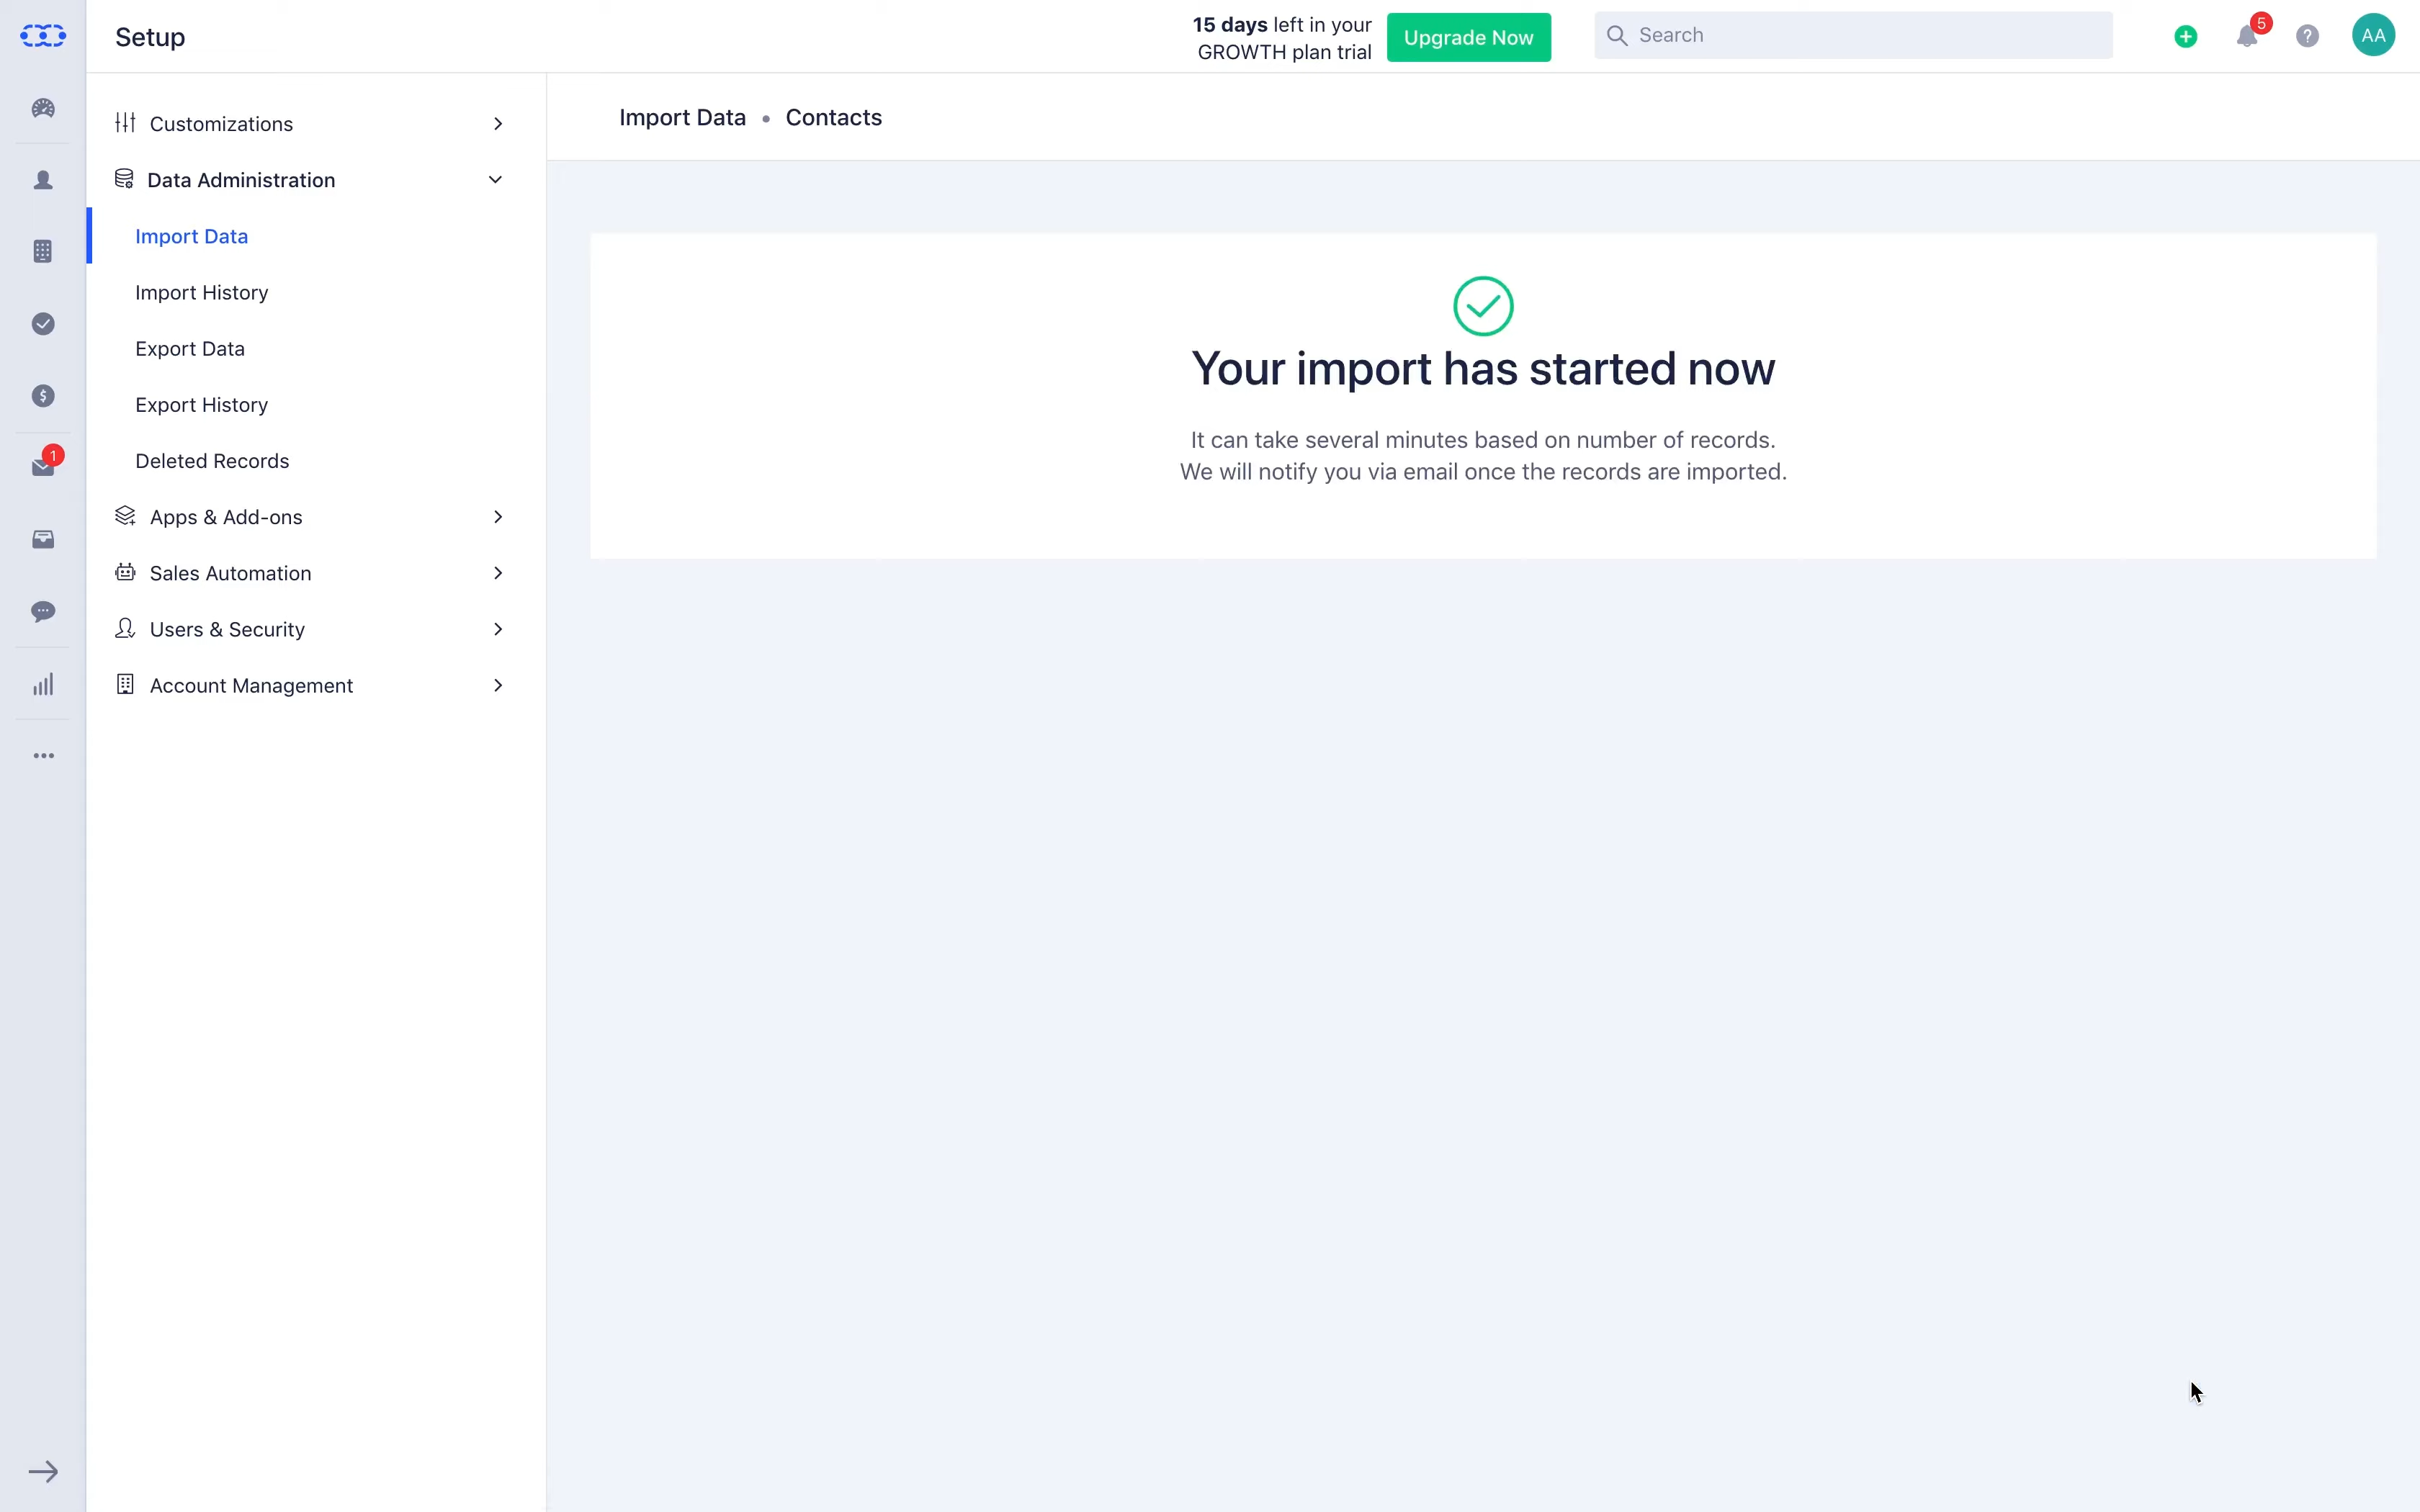 Setup
15 days left in your
GROWTH plan trial
Upgrade Now
Search
5
AA
1
Customizations
Data Administration
Import Data
Import History
Export Data
Export History
Deleted Records
Apps & Add-ons
Sales Automation
Users & Security
Account Management
Import Data • Contacts
Your import has started now
It can take several minutes based on number of records.
We will notify you via email once the records are imported.